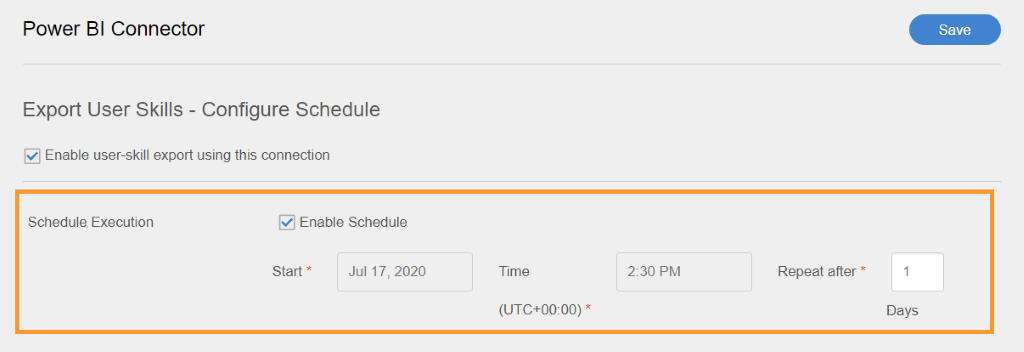 Power BI Connector Save
Export User Skills - Configure Schedule
Enable user-skill export using this connection
Schedule Execution Enable Schedule
Start * Jul 17, 2020 Time 2:30 PM Repeat after * 1
(UTC+00:00) * Days